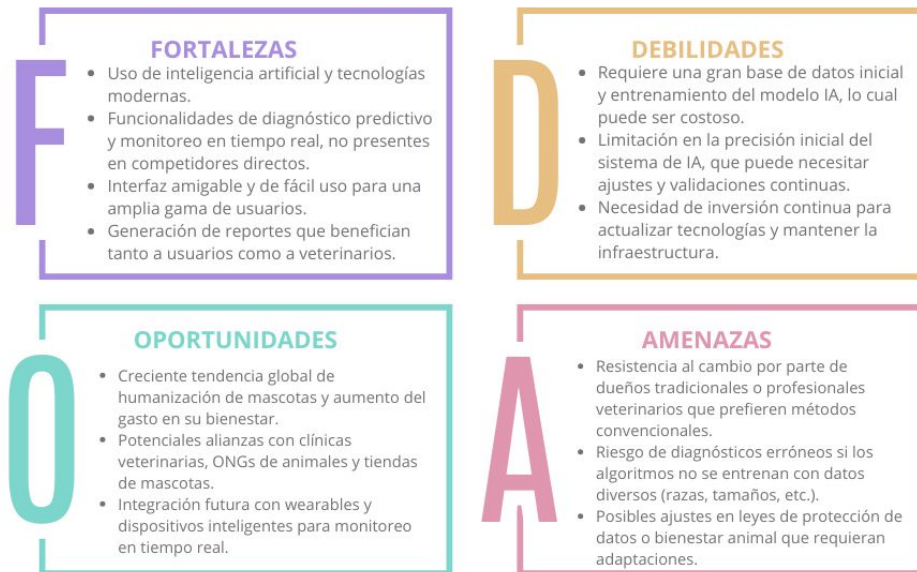 F
FORTALEZAS
• Uso de inteligencia artificial y tecnologías
modernas.
• Funcionalidades de diagnóstico predictivo
y monitoreo en tiempo real, no presentes
en competidores directos.
• Interfaz amigable y de fácil uso para una
amplia gama de usuarios.
• Generación de reportes que benefician
tanto a usuarios como a veterinarios.
D
DEBILIDADES
• Requiere una gran base de datos inicial
y entrenamiento del modelo IA, lo cual
puede ser costoso.
• Limitación en la precisión inicial del
sistema de IA, que puede necesitar
ajustes y validaciones continuas.
• Necesidad de inversión continua para
actualizar tecnologías y mantener la
infraestructura.
O
OPORTUNIDADES
• Creciente tendencia global de
humanización de mascotas y aumento del
gasto en su bienestar.
• Potenciales alianzas con clínicas
veterinarias, ONGs de animales y tiendas
de mascotas.
• Integración futura con wearables y
dispositivos inteligentes para monitoreo
en tiempo real.
A
AMENAZAS
• Resistencia al cambio por parte de
dueños tradicionales o profesionales
veterinarios que prefieren métodos
convencionales.
• Riesgo de diagnósticos erróneos si los
algoritmos no se entrenan con datos
diversos (razas, tamaños, etc.).
• Posibles ajustes en leyes de protección de
datos o bienestar animal que requieran
adaptaciones.